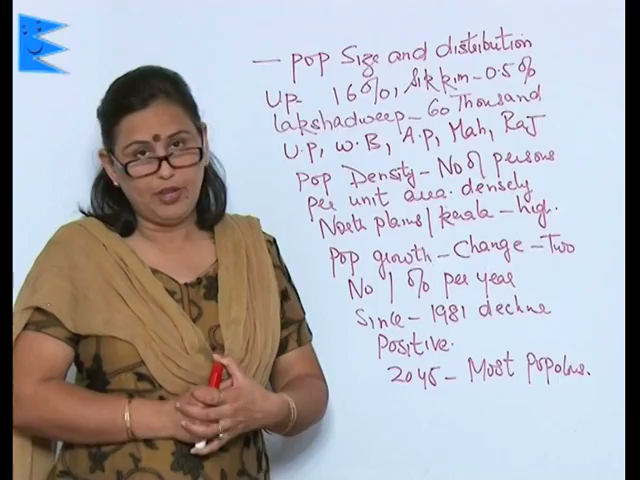 — Pop Size and distribution
UP- 16%, Sikkim-0.5%
Lakshadweep- 60 Thousand
U.P, W.B, A.P, Mah, Raj
Pop Density - No of persons
per unit area. densely
North plains/Kerala - high.
Pop growth - Change - Two
No / % per year
Since - 1981 decline
Positive.
2045 - Most Populous.